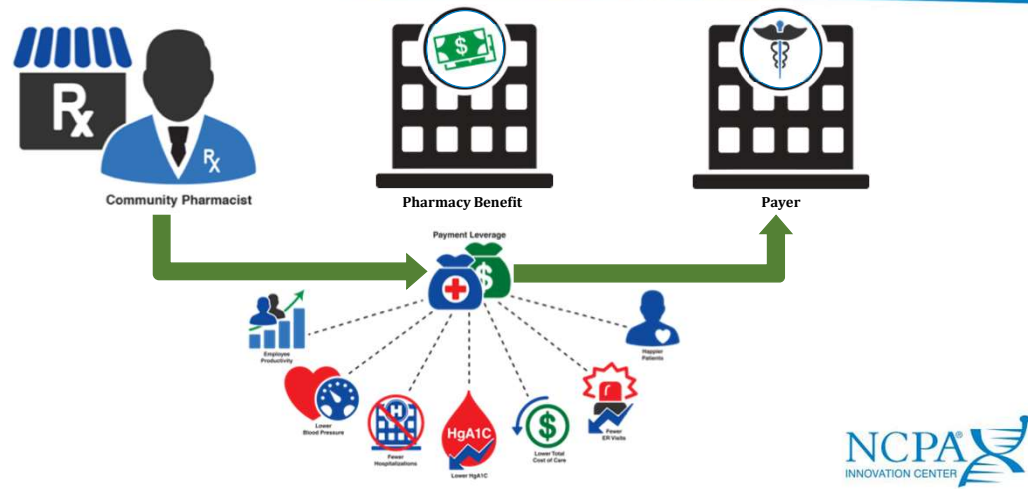 Rx
Rx
Community Pharmacist
$
Pharmacy Benefit
Payer
Payment Leverage
$
Employee
Productivity
Lower
Blood Pressure
H
Fewer
Hospitalizations
HgA1C
Lower HgA1C
$
Lower Total
Cost of Care
Fewer
ER Visits
Happier
Patients
NCPA®
INNOVATION CENTER